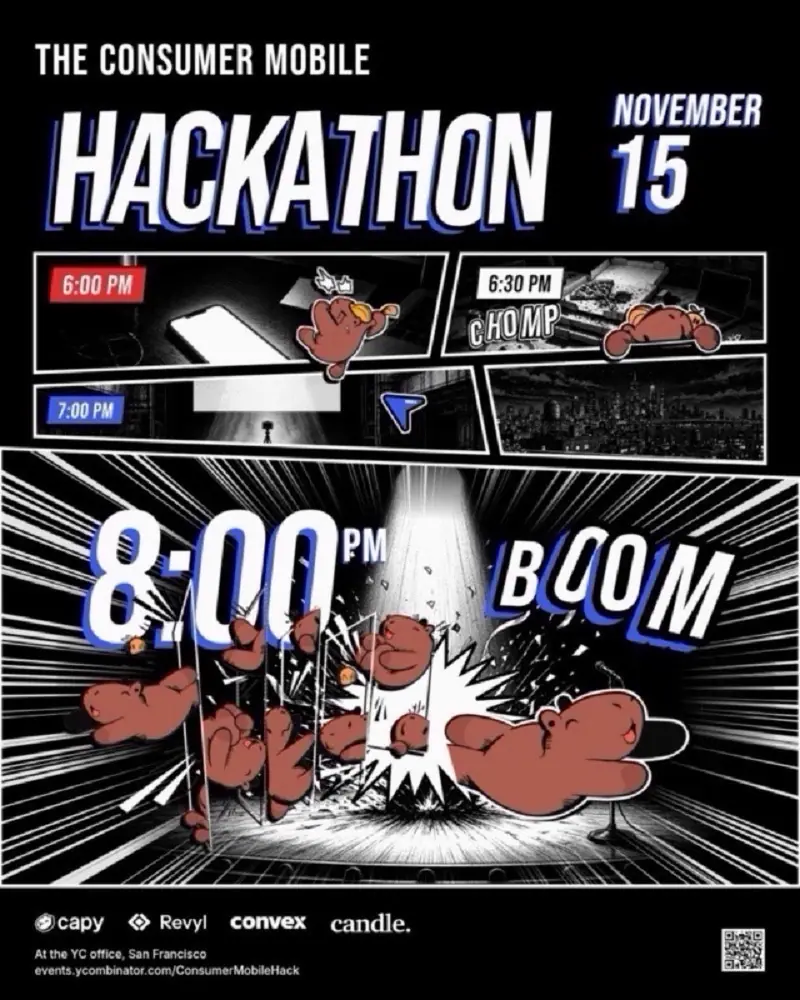 THE CONSUMER MOBILE
HACKATHON
NOVEMBER
15
6:00 PM
6:30 PM
CHOMP
7:00 PM
8:00 PM
BOOM
capy Revyl convex candle.
At the YC office, San Francisco
events.ycombinator.com/ConsumerMobileHack